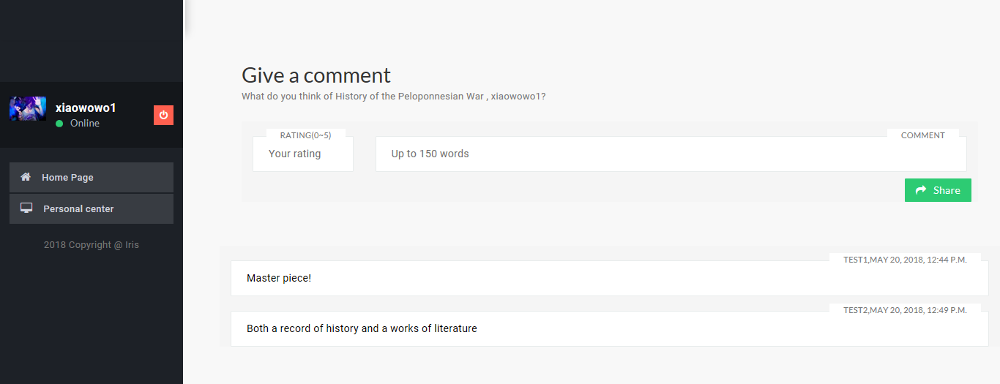 xiaowowo1
Online
Home Page
Personal center
2018 Copyright @ Iris
Give a comment
What do you think of History of the Peloponnesian War , xiaowowo1?
RATING(0~5)
COMMENT
Your rating
Up to 150 words
Share
TEST1,MAY 20, 2018, 12:44 P.M.
Master piece!
TEST2,MAY 20, 2018, 12:49 P.M.
Both a record of history and a works of literature